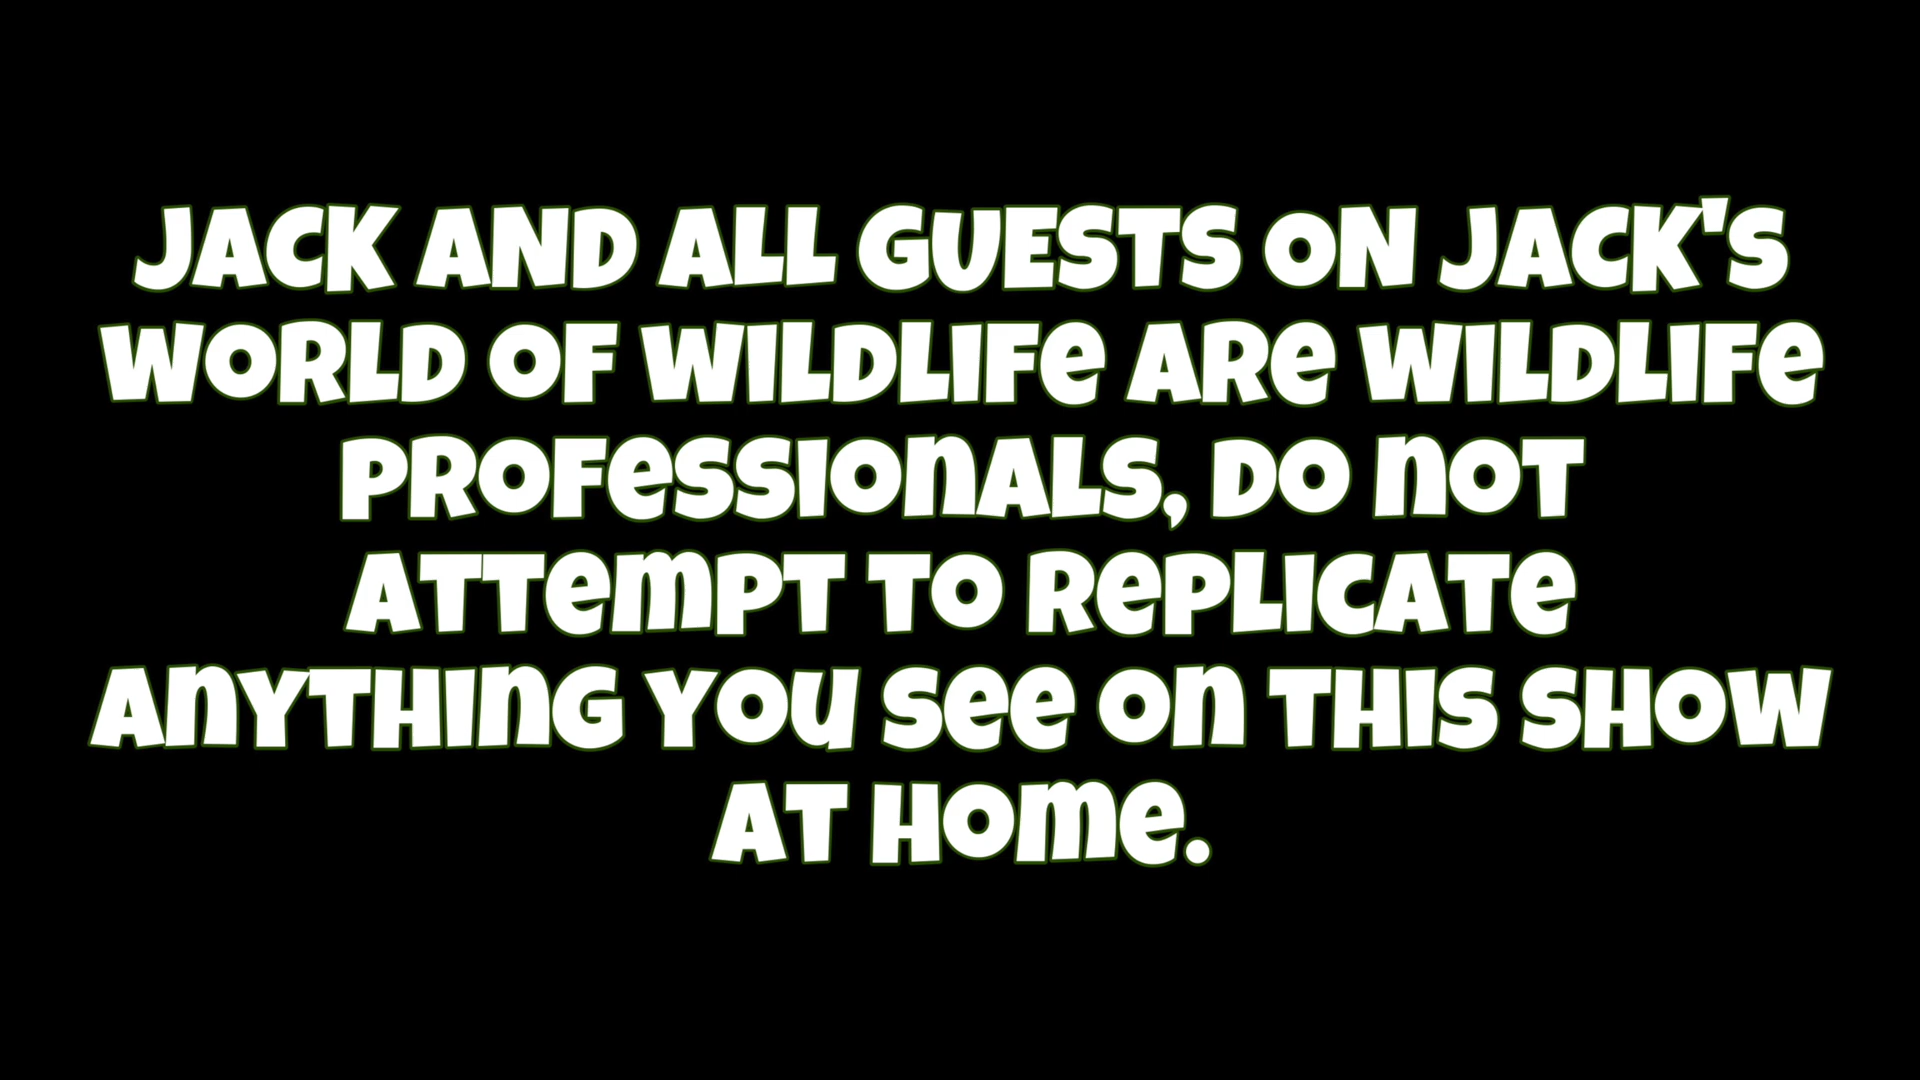 JACK AND ALL GUESTS ON JACK'S
WORLD OF WILDLIFE ARE WILDLIFE
PROFESSIONALS, DO NOT
ATTEMPT TO REPLICATE
ANYTHING YOU SEE ON THIS SHOW
AT HOME.